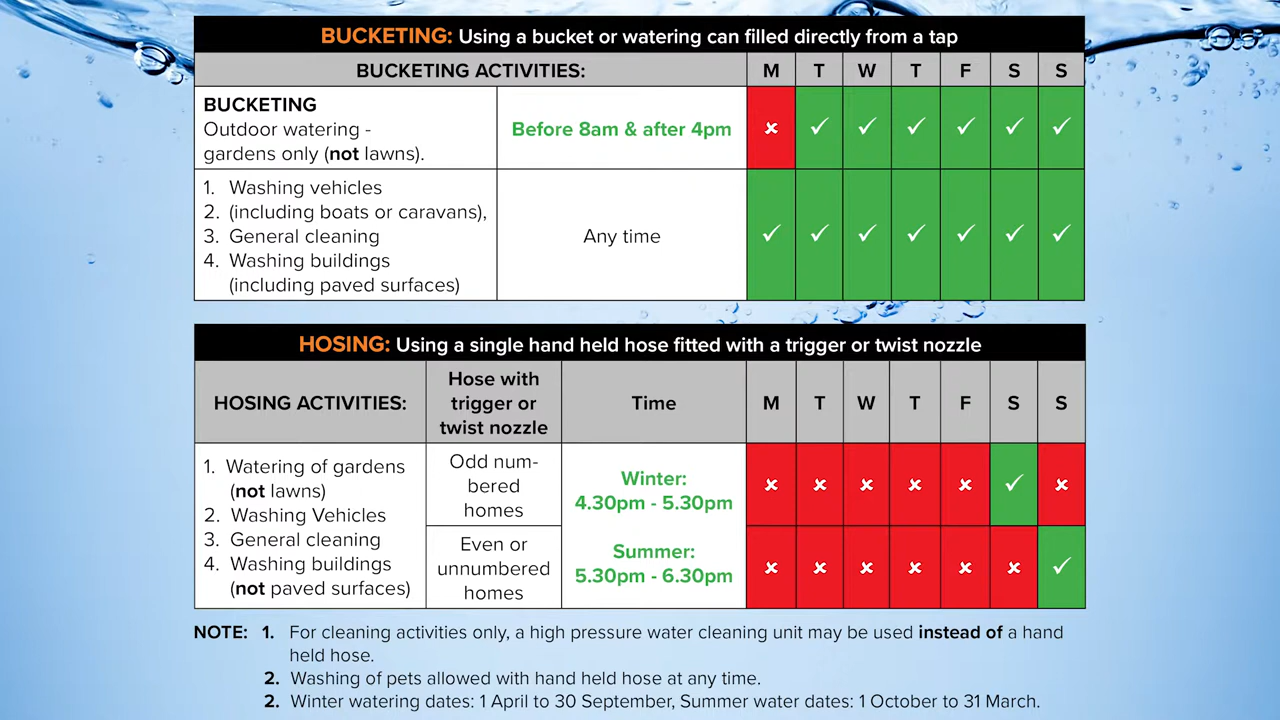 BUCKETING: Using a bucket or watering can filled directly from a tap
BUCKETING ACTIVITIES: M T W T F S S
BUCKETING
Outdoor watering -
gardens only (not lawns).
Before 8am & after 4pm
✗ ✓ ✓ ✓ ✓ ✓ ✓
1. Washing vehicles
2. (including boats or caravans),
3. General cleaning
4. Washing buildings
(including paved surfaces)
Any time
✓ ✓ ✓ ✓ ✓ ✓ ✓
HOSING: Using a single hand held hose fitted with a trigger or twist nozzle
HOSING ACTIVITIES:
Hose with
trigger or
twist nozzle
Time
M T W T F S S
1. Watering of gardens
(not lawns)
2. Washing Vehicles
3. General cleaning
4. Washing buildings
(not paved surfaces)
Odd num-
bered
homes
Even or
unnumbered
homes
Winter:
4.30pm - 5.30pm
Summer:
5.30pm - 6.30pm
✗ ✗ ✗ ✗ ✗ ✓ ✗
✗ ✗ ✗ ✗ ✗ ✗ ✓
NOTE: 1. For cleaning activities only, a high pressure water cleaning unit may be used instead of a hand
held hose.
2. Washing of pets allowed with hand held hose at any time.
2. Winter watering dates: 1 April to 30 September, Summer water dates: 1 October to 31 March.